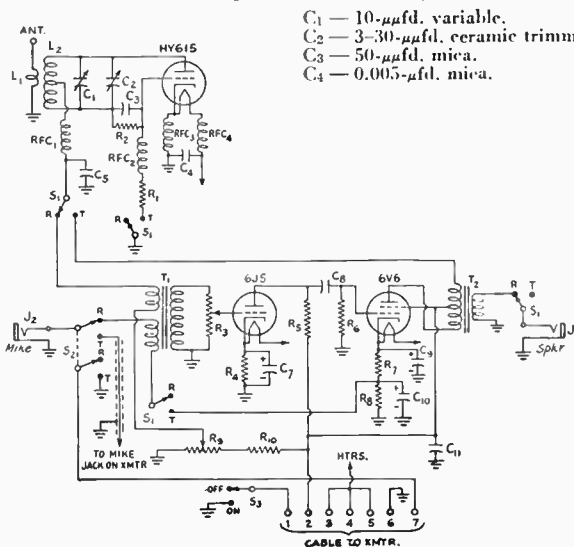 C1 — 10-μμfd. variable.
C2 — 3–30-μμfd. ceramic trimm
C3 — 50-μμfd. mica.
C4 — 0.005-μfd. mica.
ANT.
L1
L2
C1
C2
C3
R2
HY615
RFC1
RFC2
RFC3
RFC4
C4
C5
R1
S1
R
T
R
T
S1
T1
6J5
C8
6V6
T2
R
T
S1
J2
Mike
S2
R
T
R
T
R3
R4
C7
R5
R6
R7
C9
R8
C10
J
Spkr
S1
R
T
TO MIKE
JACK ON XMTR
R9
R10
C11
HTRS.
OFF
ON
S3
1 2 3 4 5 6 7
CABLE TO XMTR.